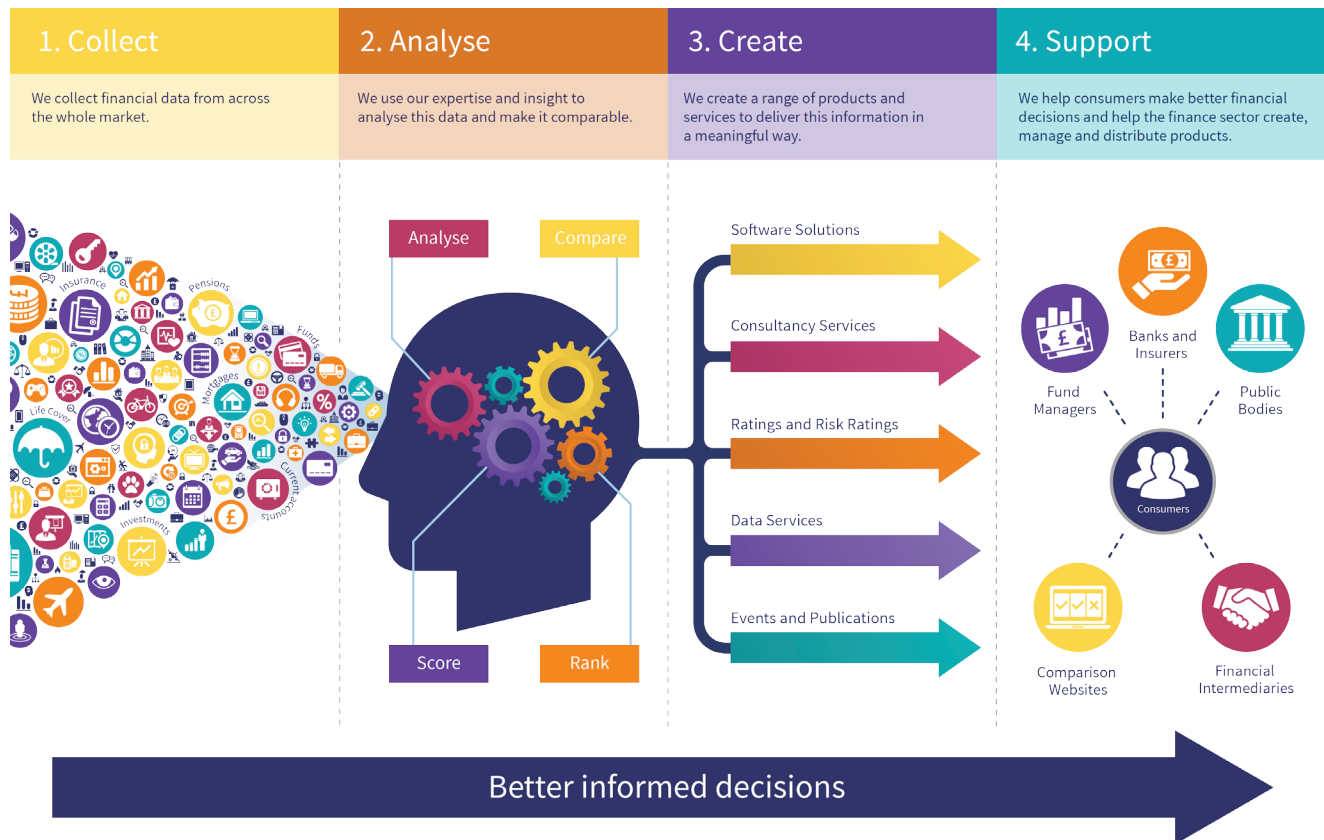 1. Collect
2. Analyse
3. Create
4. Support
We collect financial data from across
the whole market.
We use our expertise and insight to
analyse this data and make it comparable.
We create a range of products and
services to deliver this information in
a meaningful way.
We help consumers make better financial
decisions and help the finance sector create,
manage and distribute products.
Insurance
Pensions
Funds
Mortgages
Life Cover
Current accounts
Investments
Analyse
Compare
Score
Rank
Software Solutions
Consultancy Services
Ratings and Risk Ratings
Data Services
Events and Publications
Fund
Managers
Banks and
Insurers
Public
Bodies
Consumers
Comparison
Websites
Financial
Intermediaries
Better informed decisions